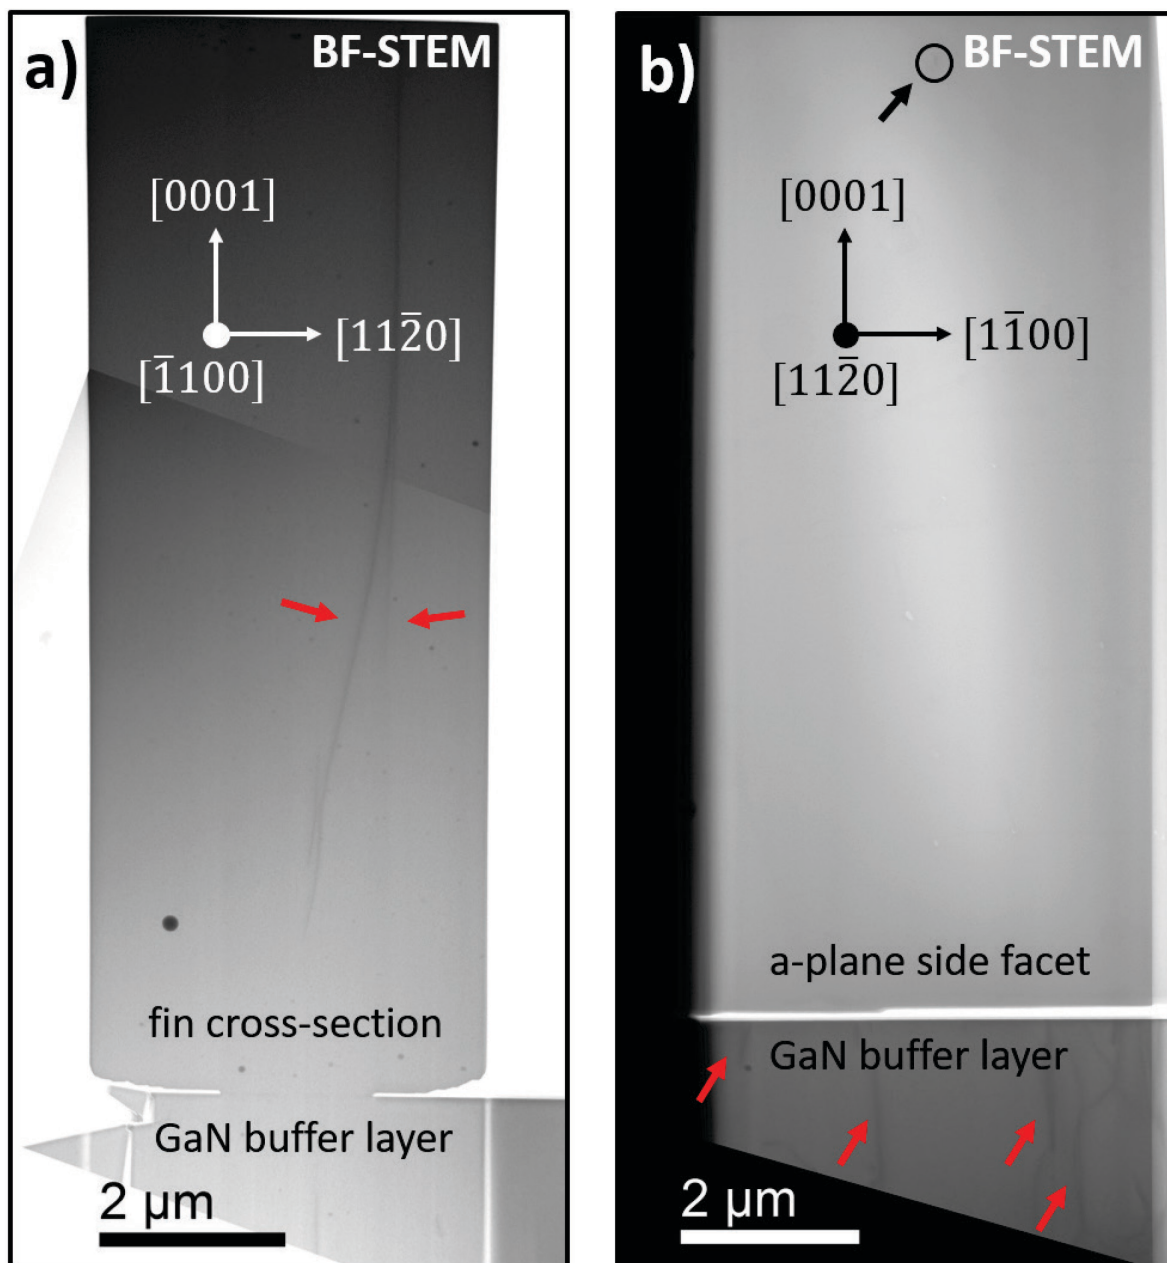 a)
BF-STEM
[0001]
[112̅0]
[1̅100]
fin cross-section
GaN buffer layer
2 µm
b)
BF-STEM
[0001]
[11̅00]
[112̅0]
a-plane side facet
GaN buffer layer
2 µm